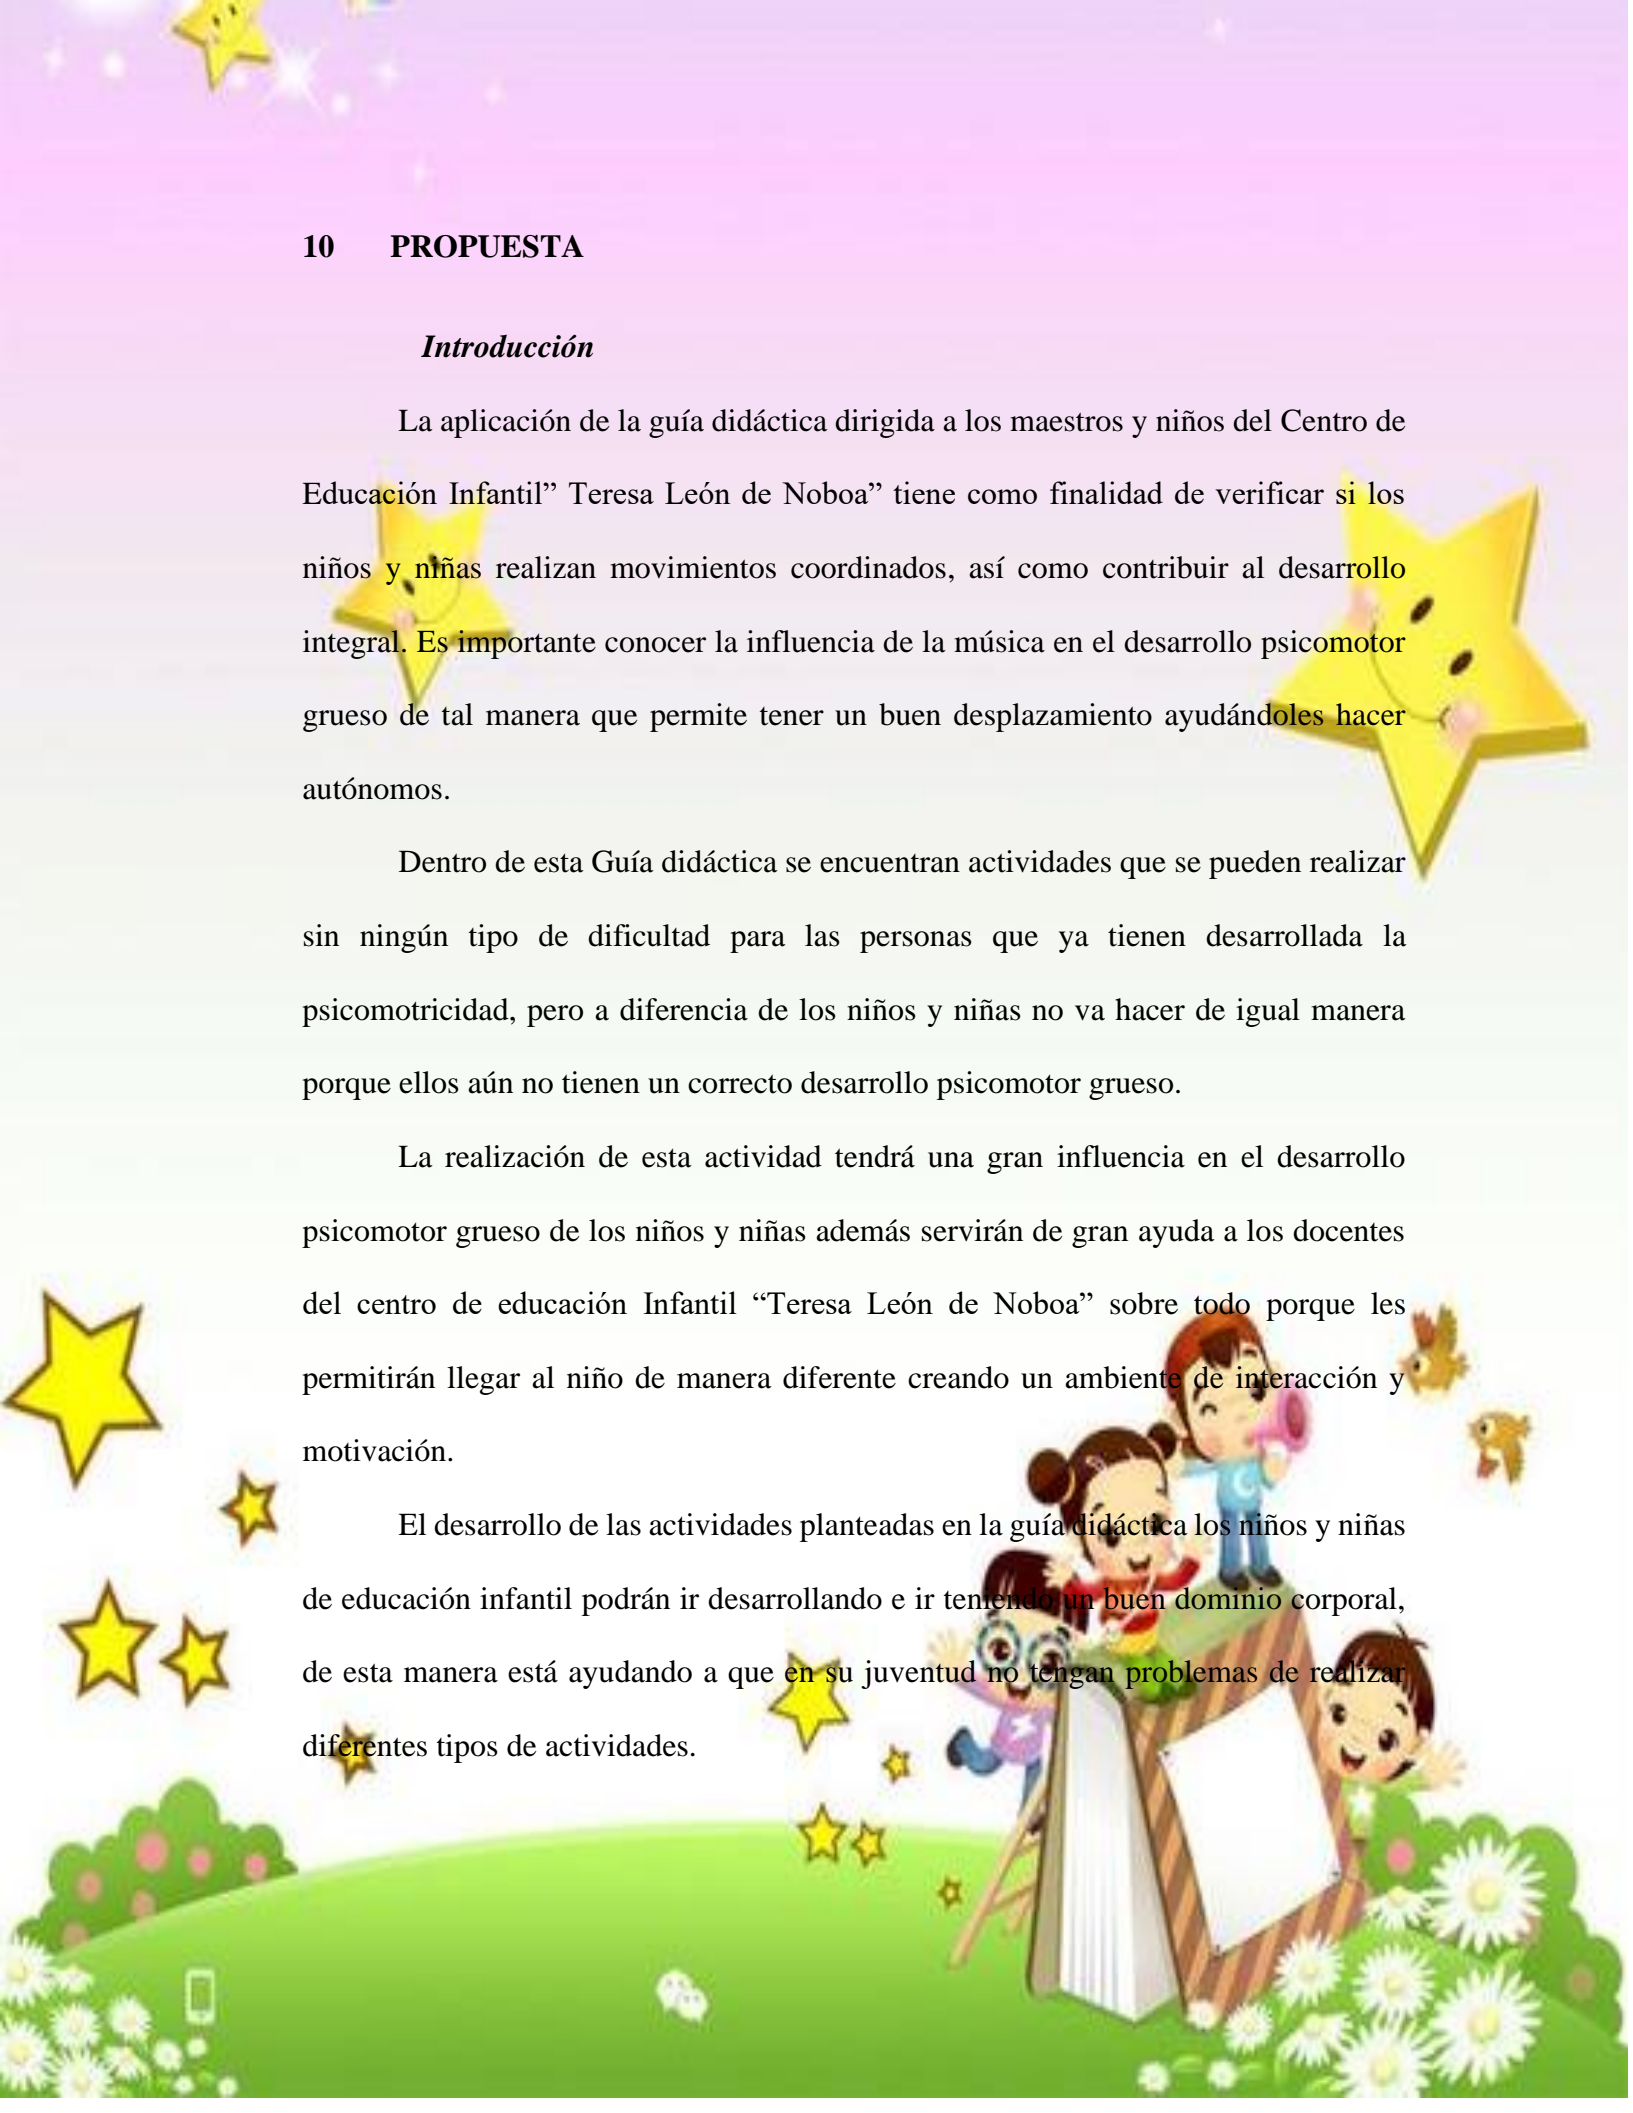 10 PROPUESTA
Introducción
La aplicación de la guía didáctica dirigida a los maestros y niños del Centro de
Educación Infantil” Teresa León de Noboa” tiene como finalidad de verificar si los
niños y niñas realizan movimientos coordinados, así como contribuir al desarrollo
integral. Es importante conocer la influencia de la música en el desarrollo psicomotor
grueso de tal manera que permite tener un buen desplazamiento ayudándoles hacer
autónomos.
Dentro de esta Guía didáctica se encuentran actividades que se pueden realizar
sin ningún tipo de dificultad para las personas que ya tienen desarrollada la
psicomotricidad, pero a diferencia de los niños y niñas no va hacer de igual manera
porque ellos aún no tienen un correcto desarrollo psicomotor grueso.
La realización de esta actividad tendrá una gran influencia en el desarrollo
psicomotor grueso de los niños y niñas además servirán de gran ayuda a los docentes
del centro de educación Infantil “Teresa León de Noboa” sobre todo porque les
permitirán llegar al niño de manera diferente creando un ambiente de interacción y
motivación.
El desarrollo de las actividades planteadas en la guía didáctica los niños y niñas
de educación infantil podrán ir desarrollando e ir teniendo un buen dominio corporal,
de esta manera está ayudando a que en su juventud no tengan problemas de realizar
diferentes tipos de actividades.